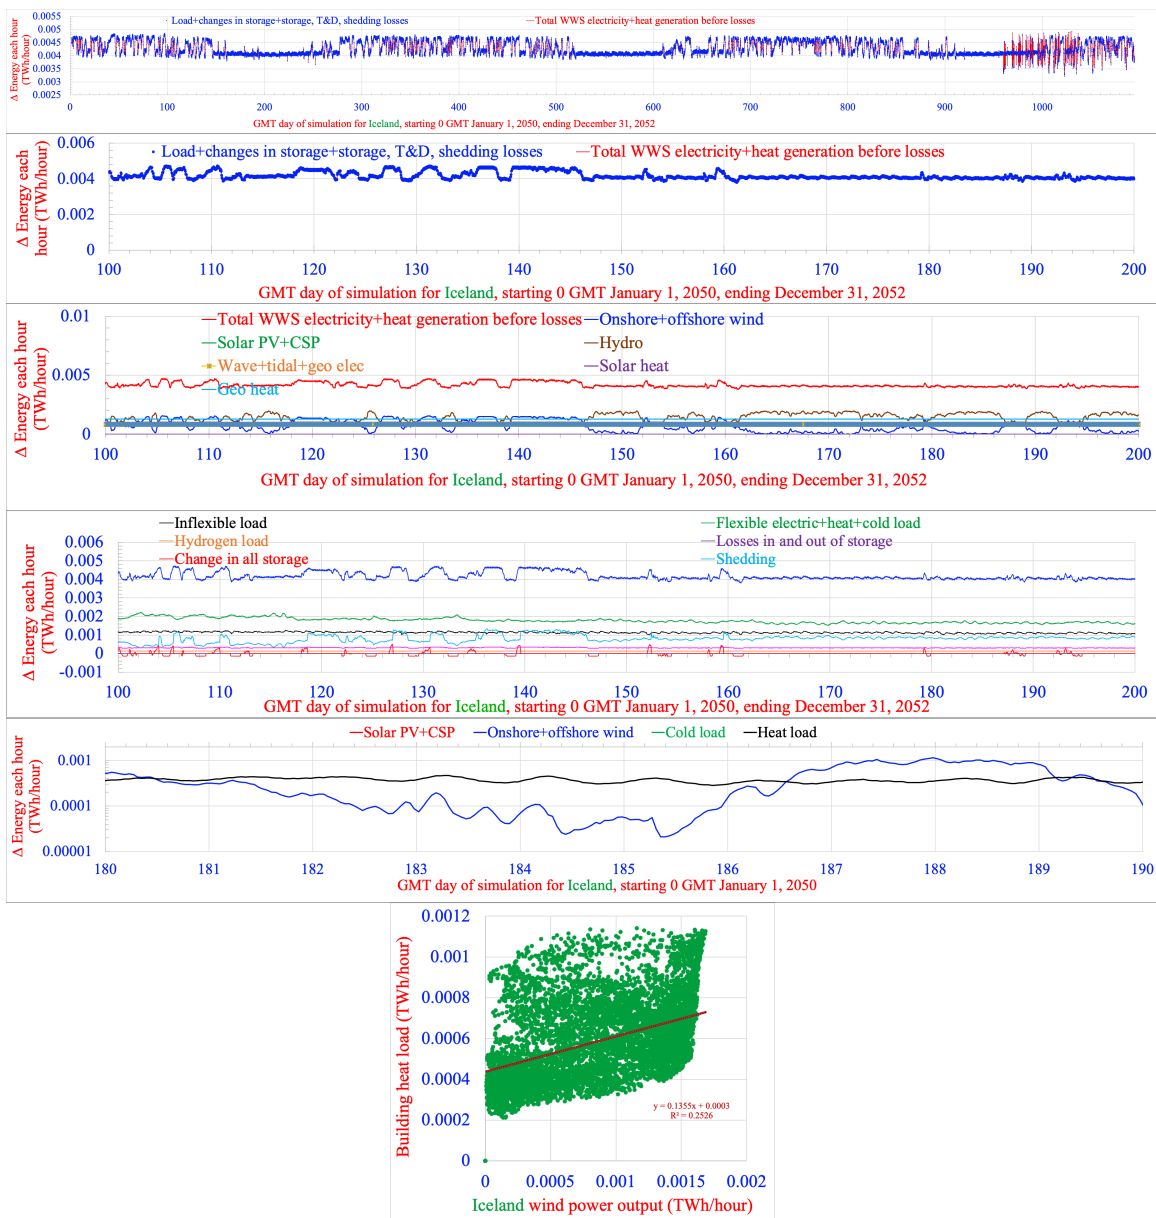 0.0055
0.005
0.0045
0.004
0.0035
0.003
0.0025
Δ Energy each hour
(TWh/hour)
Load+changes in storage+storage, T&D, shedding losses
Total WWS electricity+heat generation before losses
0 100 200 300 400 500 600 700 800 900 1000
GMT day of simulation for Iceland, starting 0 GMT January 1, 2050, ending December 31, 2052
0.006
0.004
0.002
0
Δ Energy each
hour (TWh/hour)
Load+changes in storage+storage, T&D, shedding losses
Total WWS electricity+heat generation before losses
100 110 120 130 140 150 160 170 180 190 200
GMT day of simulation for Iceland, starting 0 GMT January 1, 2050, ending December 31, 2052
0.01
0.005
0
Δ Energy each hour
(TWh/hour)
Total WWS electricity+heat generation before losses
Onshore+offshore wind
Solar PV+CSP
Hydro
Wave+tidal+geo elec
Solar heat
Geo heat
100 110 120 130 140 150 160 170 180 190 200
GMT day of simulation for Iceland, starting 0 GMT January 1, 2050, ending December 31, 2052
Inflexible load
Flexible electric+heat+cold load
Hydrogen load
Losses in and out of storage
Change in all storage
Shedding
0.006
0.004
0.002
0.001
0
-0.001
Δ Energy each hour
(TWh/hour)
100 110 120 130 140 150 160 170 180 190 200
GMT day of simulation for Iceland, starting 0 GMT January 1, 2050, ending December 31, 2052
Solar PV+CSP
Onshore+offshore wind
Cold load
Heat load
0.001
0.0001
0.00001
Δ Energy each hour
(TWh/hour)
180 181 182 183 184 185 186 187 188 189 190
GMT day of simulation for Iceland, starting 0 GMT January 1, 2050
0.0012
0.001
0.0008
0.0006
0.0004
0.0002
0
Building heat load (TWh/hour)
y = 0.1355x + 0.0003
R² = 0.2526
0 0.0005 0.001 0.0015 0.002
Iceland wind power output (TWh/hour)